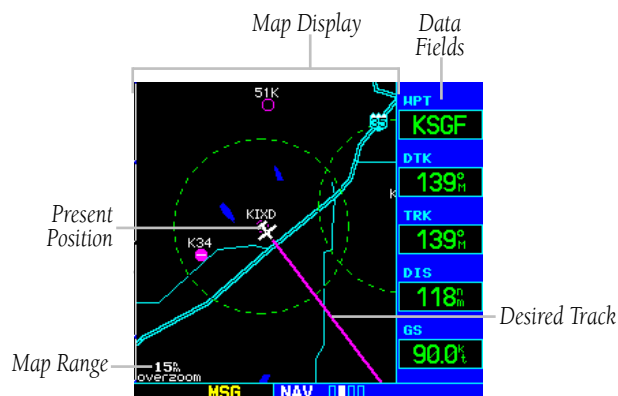 Map Display
Data
Fields
51K
35
WPT
KSGF
DTK
139°M
TRK
139°M
KIXD
K
Present
Position
K34
DIS
118nm
Desired Track
GS
90.0kt
Map Range
15nm
overzoom
MSG
NAV